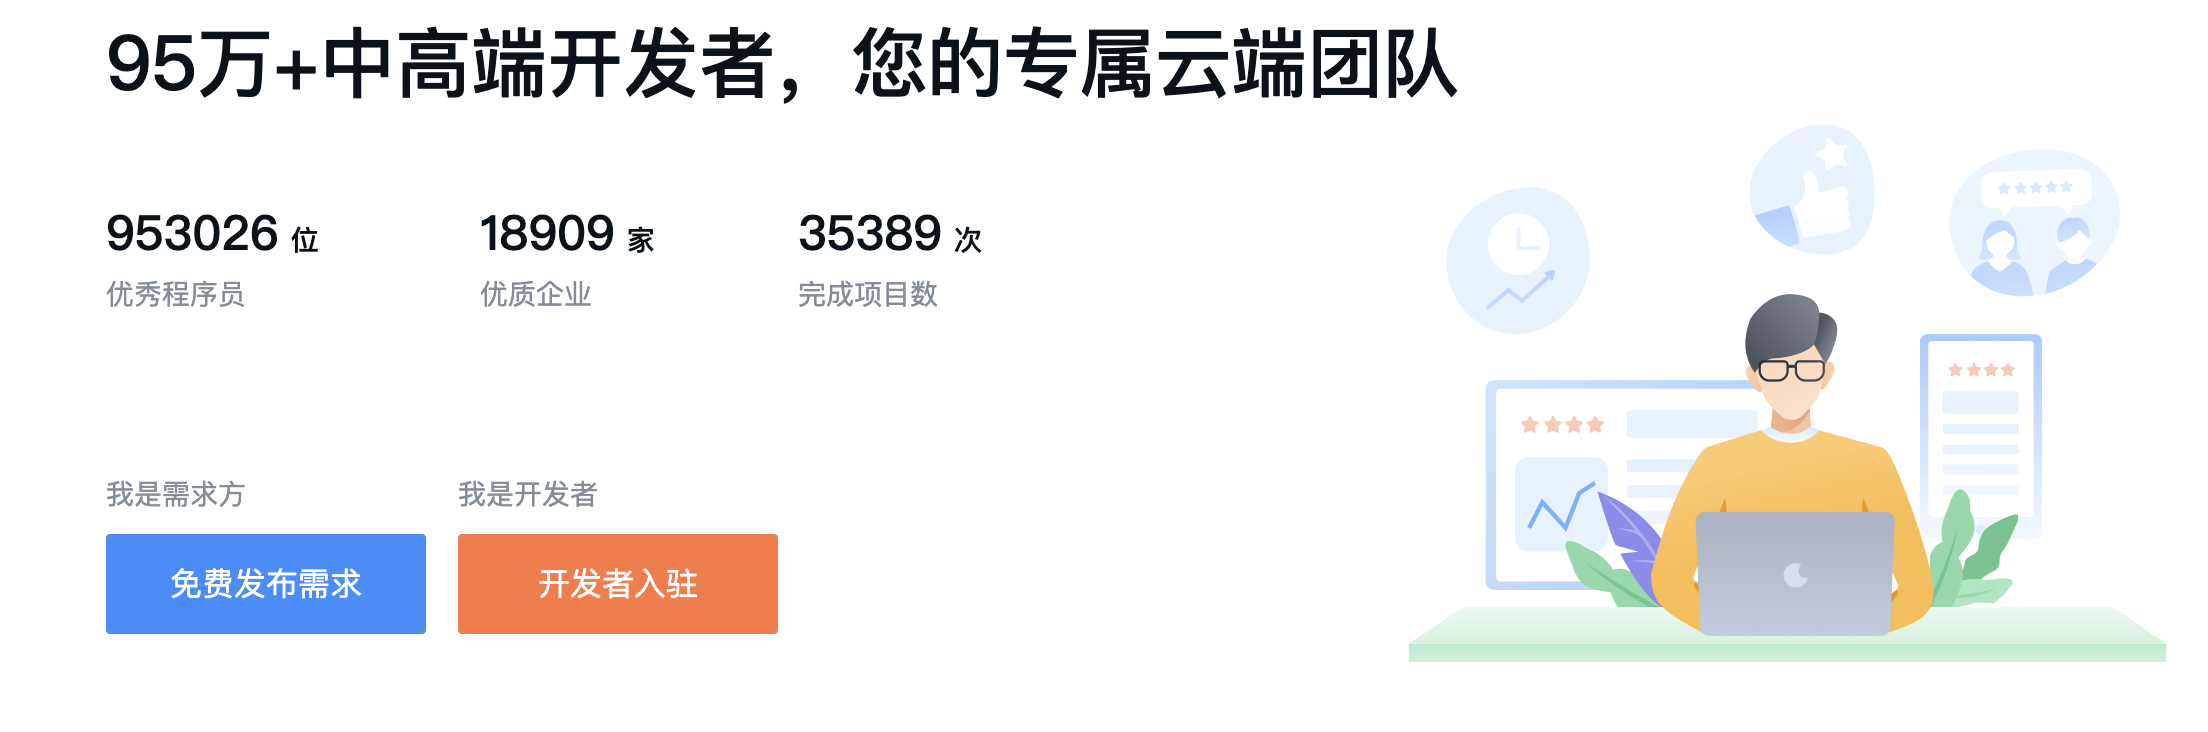 95万+中高端开发者，您的专属云端团队
953026 位 18909 家 35389 次
优秀程序员 优质企业 完成项目数
我是需求方 我是开发者
免费发布需求 开发者入驻